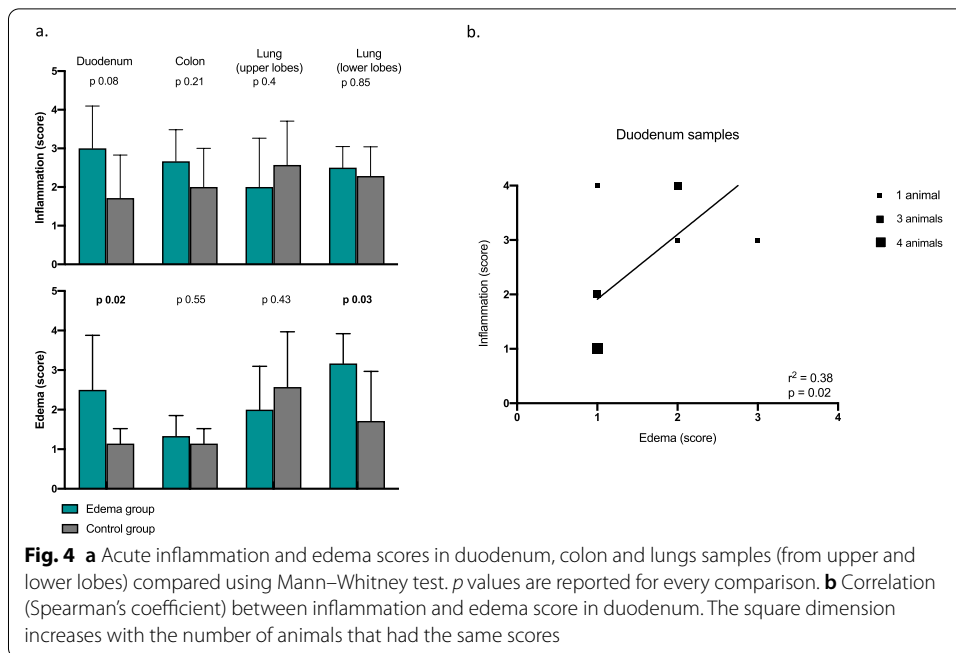 a.
Duodenum
p 0.08
Colon
p 0.21
Lung
(upper lobes)
p 0.4
Lung
(lower lobes)
p 0.85
Inflammation (score)
5
4
3
2
1
0
p 0.02
p 0.55
p 0.43
p 0.03
Edema (score)
5
4
3
2
1
0
Edema group
Control group
b.
Duodenum samples
Inflammation (score)
4
3
2
1
0
0
1
2
3
4
Edema (score)
1 animal
3 animals
4 animals
r² = 0.38
p = 0.02
Fig. 4 a Acute inflammation and edema scores in duodenum, colon and lungs samples (from upper and
lower lobes) compared using Mann–Whitney test. p values are reported for every comparison. b Correlation
(Spearman's coefficient) between inflammation and edema score in duodenum. The square dimension
increases with the number of animals that had the same scores